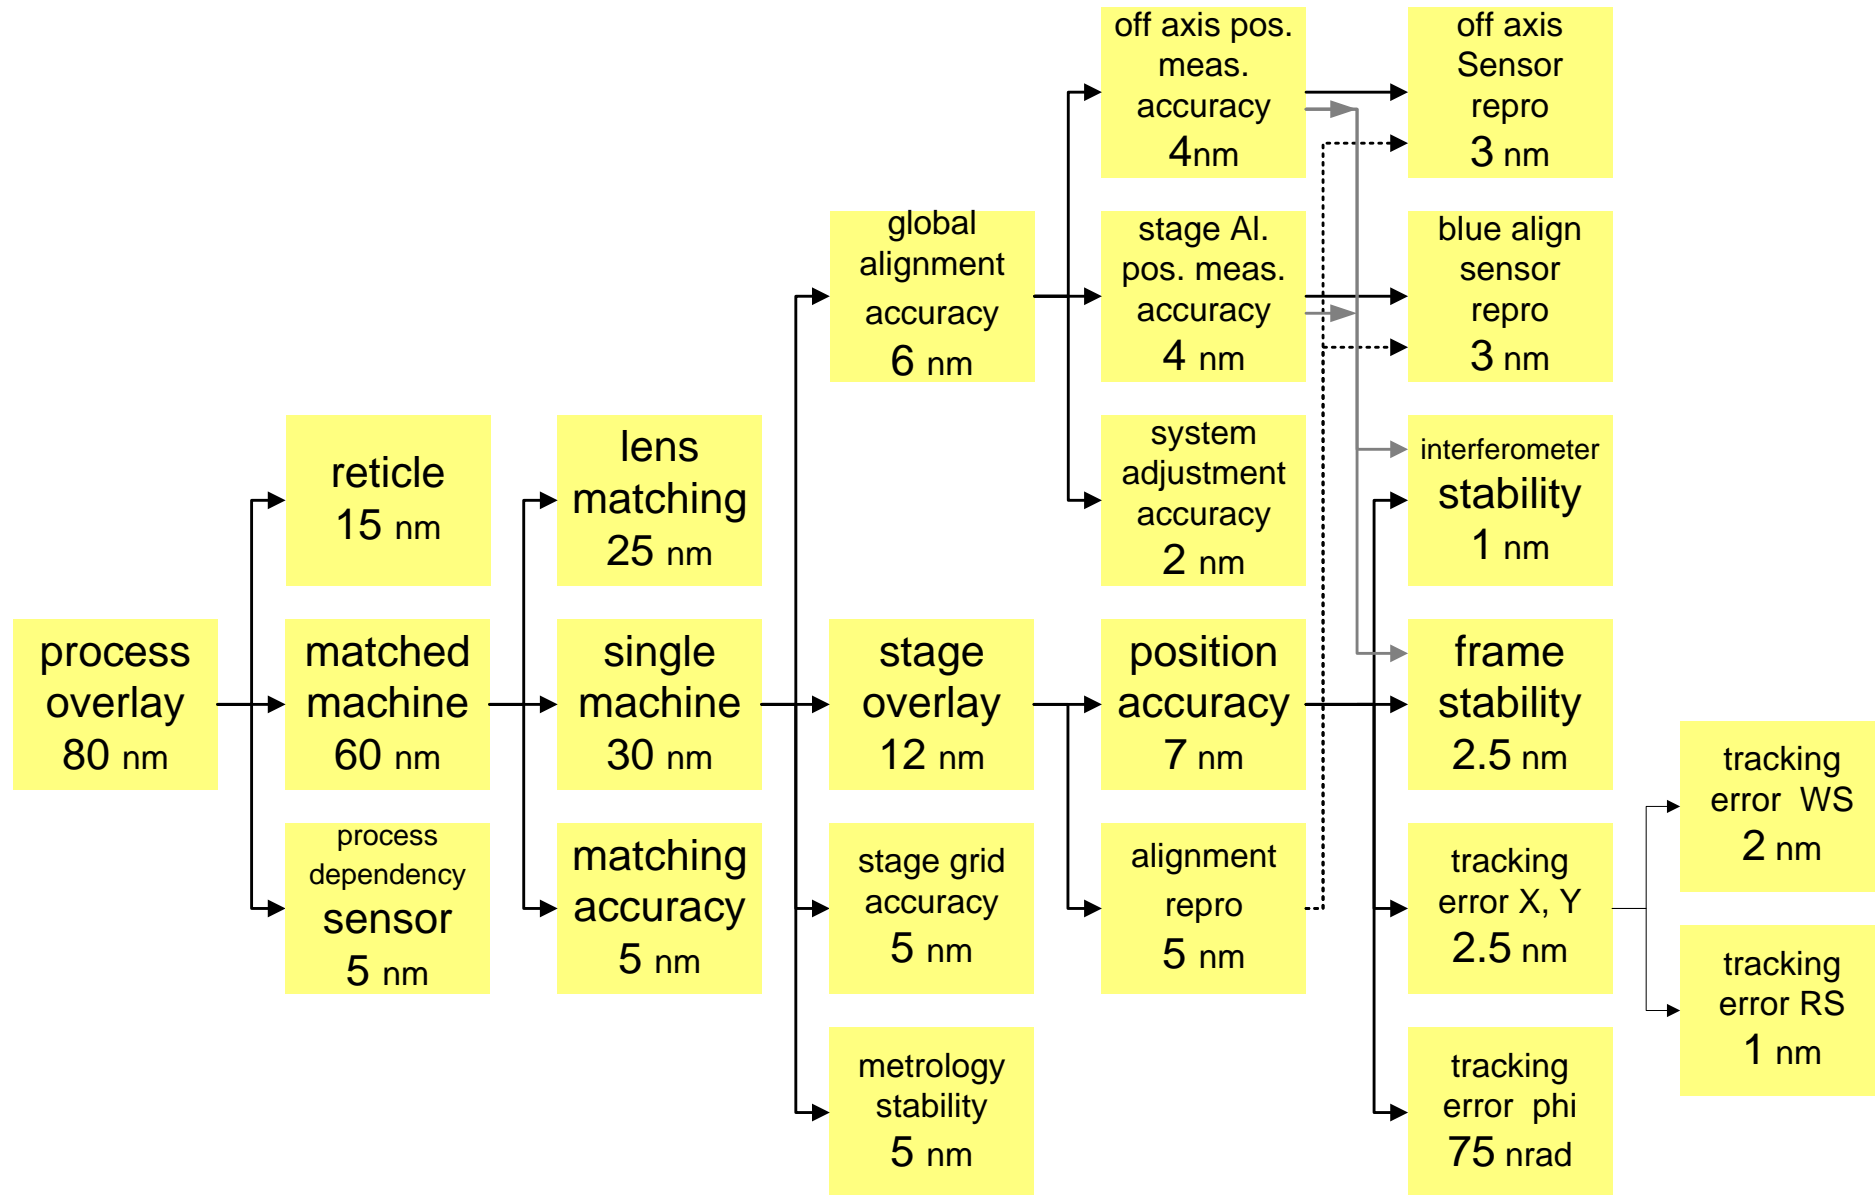 process
overlay
80 nm
reticle
15 nm
matched
machine
60 nm
process
dependency
sensor
5 nm
lens
matching
25 nm
single
machine
30 nm
matching
accuracy
5 nm
global
alignment
accuracy
6 nm
stage
overlay
12 nm
stage grid
accuracy
5 nm
metrology
stability
5 nm
off axis pos.
meas.
accuracy
4nm
stage Al.
pos. meas.
accuracy
4 nm
system
adjustment
accuracy
2 nm
position
accuracy
7 nm
alignment
repro
5 nm
off axis
Sensor
repro
3 nm
blue align
sensor
repro
3 nm
interferometer
stability
1 nm
frame
stability
2.5 nm
tracking
error X, Y
2.5 nm
tracking
error phi
75 nrad
tracking
error WS
2 nm
tracking
error RS
1 nm